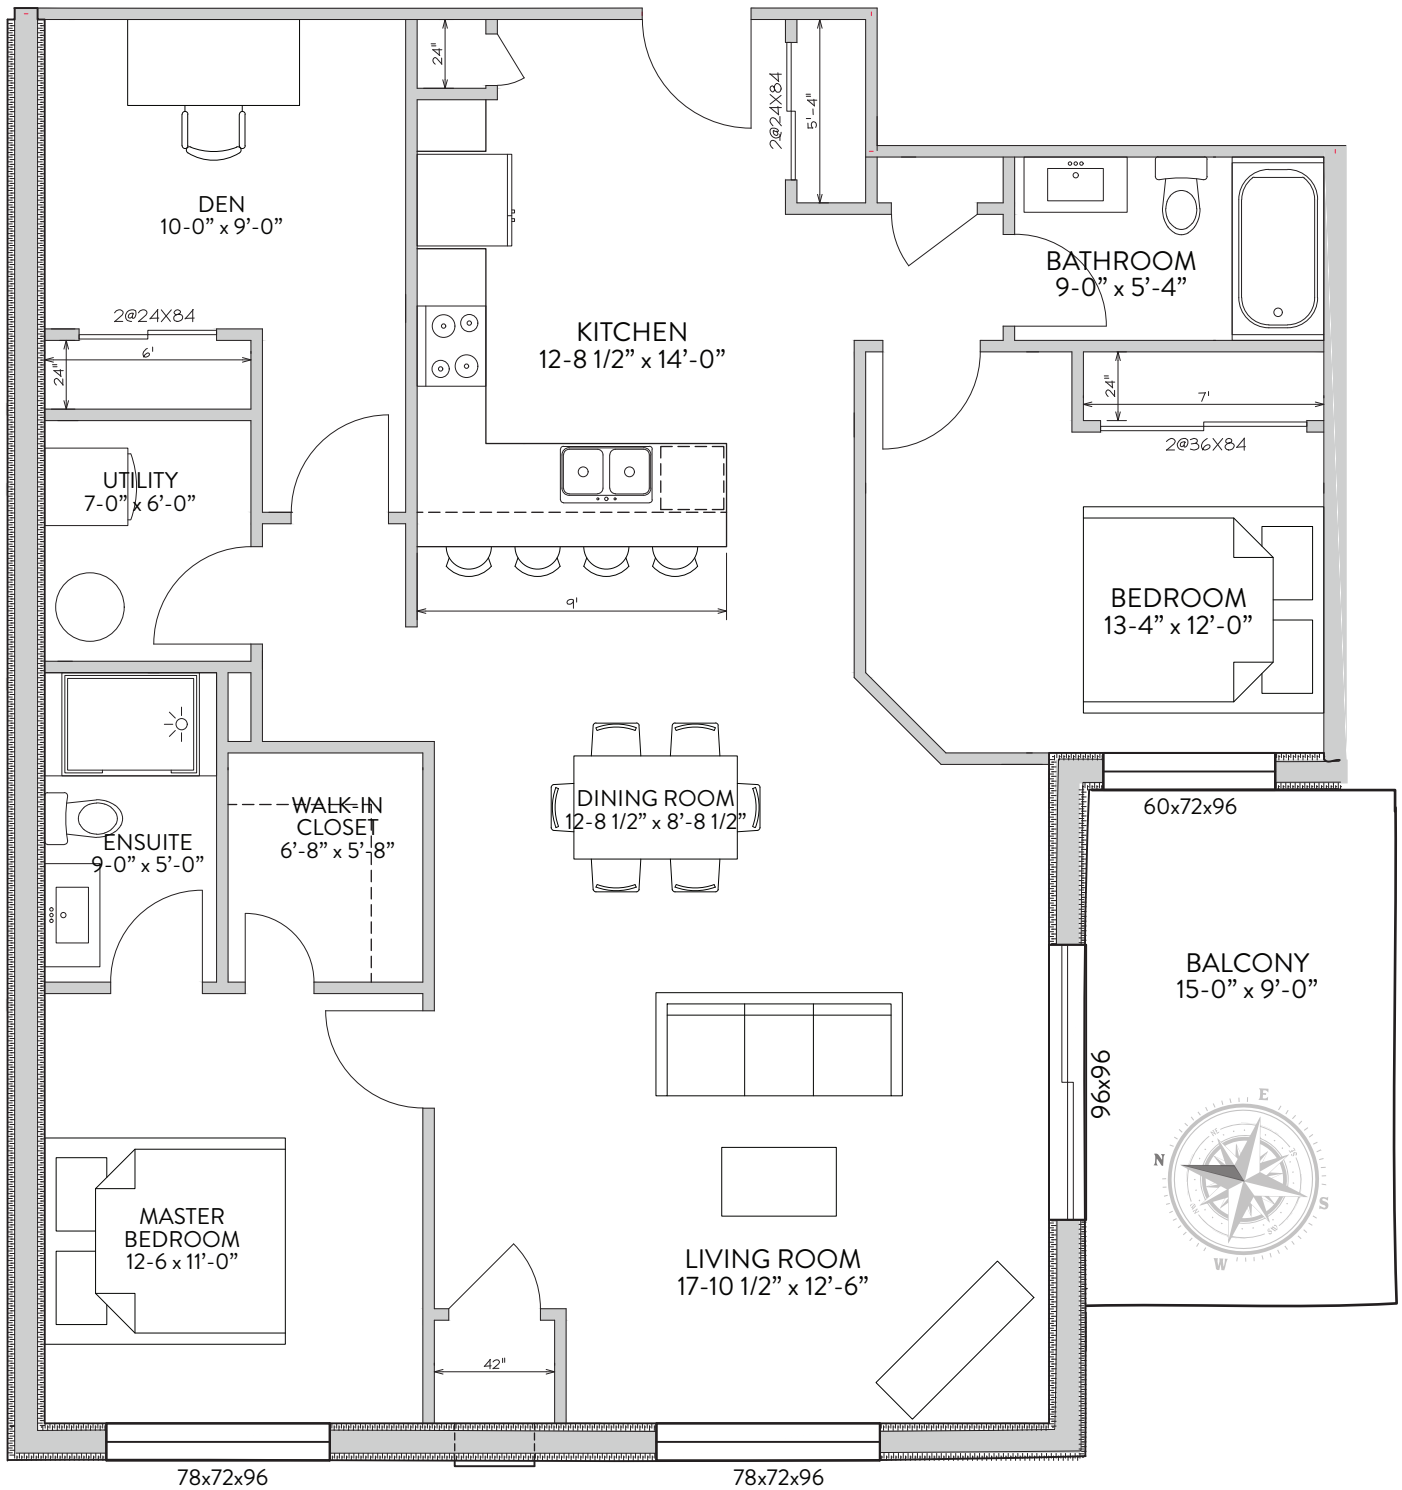 24"
2@24X84
5'-4"
DEN
10-0” x 9’-0”
BATHROOM
9-0” x 5’-4”
2@24X84
6'
24"
KITCHEN
12-8 1/2” x 14’-0”
24"
7'
2@36X84
UTILITY
7-0” x 6’-0”
9'
BEDROOM
13-4” x 12’-0”
DINING ROOM
12-8 1/2” x 8’-8 1/2”
WALK-IN
CLOSET
6’-8” x 5’-8”
ENSUITE
9-0” x 5’-0”
60x72x96
BALCONY
15-0” x 9’-0”
96x96
E
N
S
W
NE
SE
NW
SW
MASTER
BEDROOM
12-6 x 11’-0”
LIVING ROOM
17-10 1/2” x 12’-6”
42"
78x72x96
78x72x96